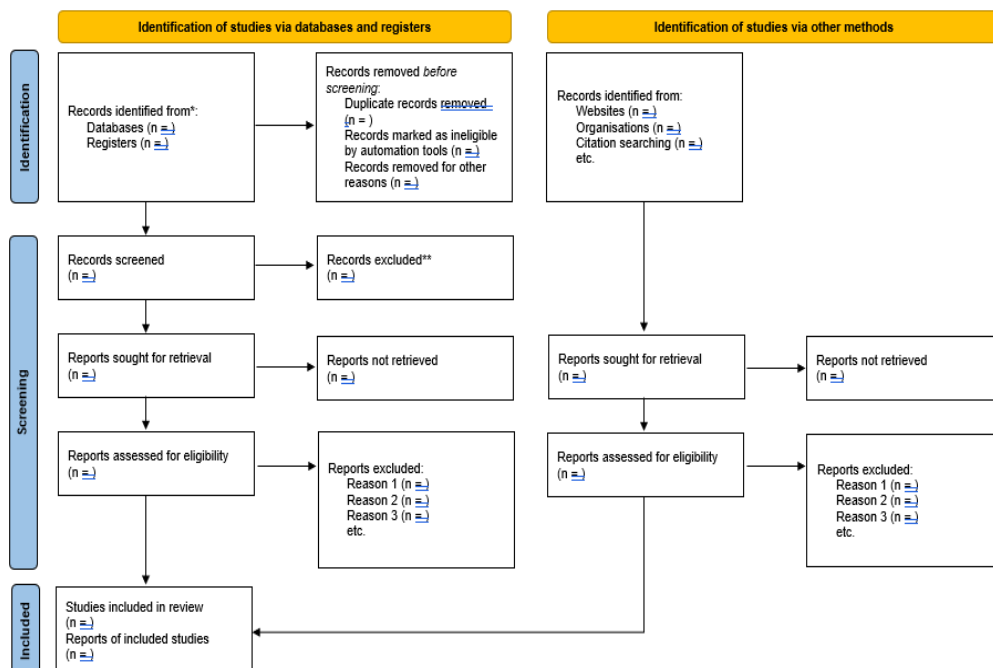 Identification of studies via databases and registers
Identification of studies via other methods
Identification
Records identified from*:
Databases (n = )
Registers (n = )
Records removed before
screening:
Duplicate records removed
(n = )
Records marked as ineligible
by automation tools (n = )
Records removed for other
reasons (n = )
Records identified from:
Websites (n = )
Organisations (n = )
Citation searching (n = )
etc.
Screening
Records screened
(n = )
Records excluded**
(n = )
Reports sought for retrieval
(n = )
Reports not retrieved
(n = )
Reports sought for retrieval
(n = )
Reports not retrieved
(n = )
Reports assessed for eligibility
(n = )
Reports excluded:
Reason 1 (n = )
Reason 2 (n = )
Reason 3 (n = )
etc.
Reports assessed for eligibility
(n = )
Reports excluded:
Reason 1 (n = )
Reason 2 (n = )
Reason 3 (n = )
etc.
Included
Studies included in review
(n = )
Reports of included studies
(n = )